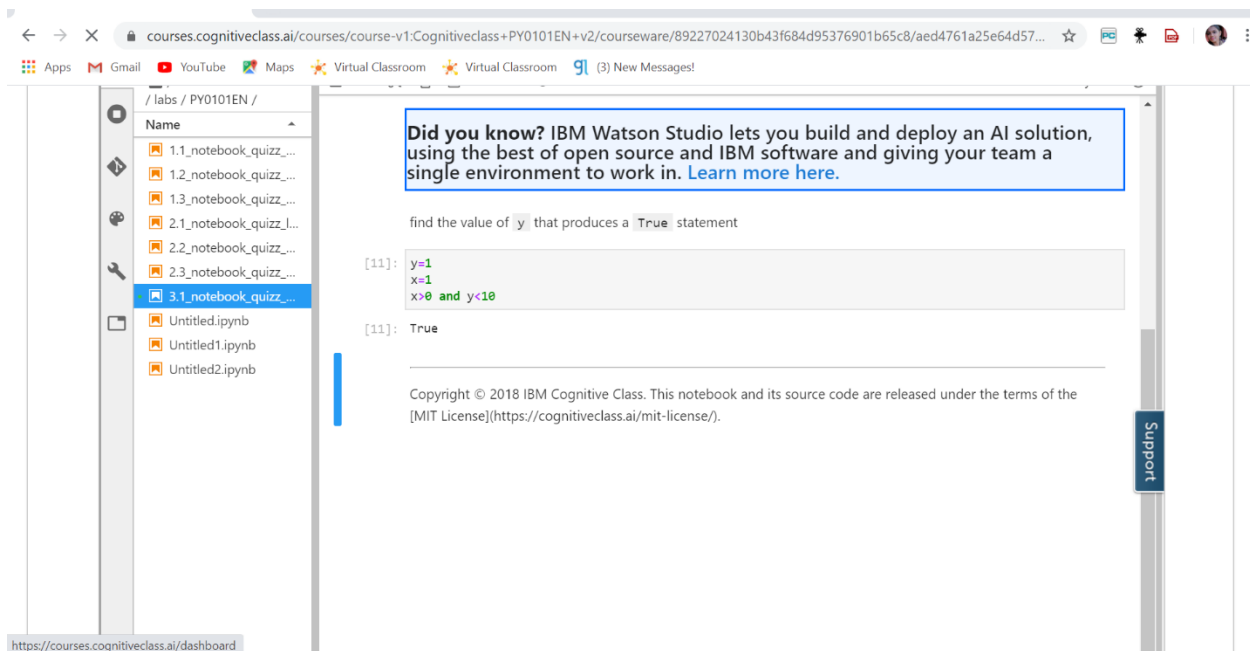 courses.cognitiveclass.ai/courses/course-v1:Cognitiveclass+PY0101EN+v2/courseware/89227024130b43f684d95376901b65c8/aed4761a25e64d57...
Apps Gmail YouTube Maps Virtual Classroom Virtual Classroom (3) New Messages!
/ labs / PY0101EN /
Name
1.1_notebook_quizz_...
1.2_notebook_quizz_...
1.3_notebook_quizz_...
2.1_notebook_quizz_l...
2.2_notebook_quizz_...
2.3_notebook_quizz_...
3.1_notebook_quizz_...
Untitled.ipynb
Untitled1.ipynb
Untitled2.ipynb
Did you know? IBM Watson Studio lets you build and deploy an AI solution,
using the best of open source and IBM software and giving your team a
single environment to work in. Learn more here.
find the value of y that produces a True statement
[11]: y=1
x=1
x>0 and y<10
[11]: True
Copyright © 2018 IBM Cognitive Class. This notebook and its source code are released under the terms of the
[MIT License](https://cognitiveclass.ai/mit-license/).
Support
https://courses.cognitiveclass.ai/dashboard